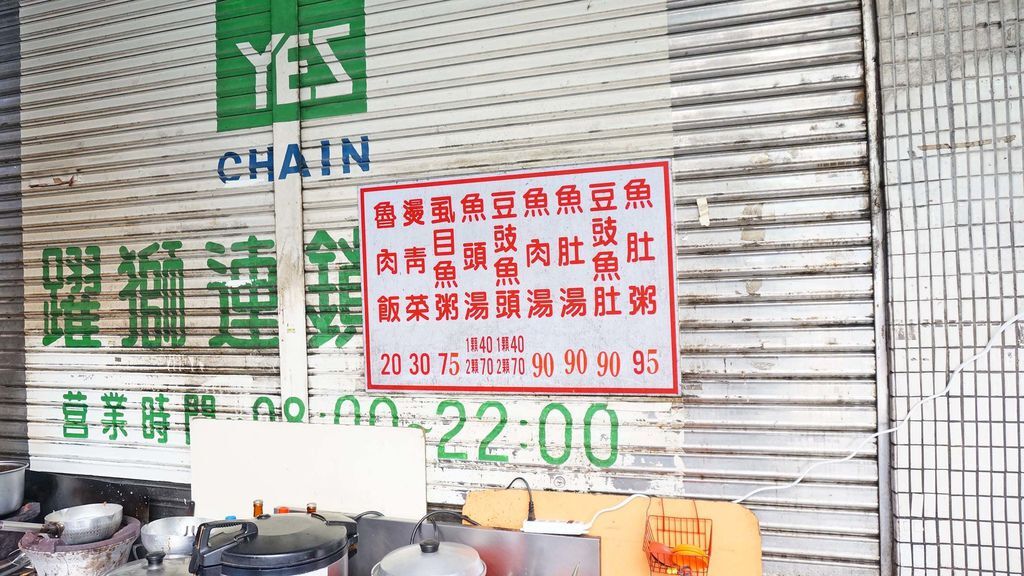 YES
CHAIN
躍獅連鎖
營業時間 08:00~22:00
魯肉飯 20
燙靑菜 30
虱目魚粥 75
魚頭湯 1顆40 2顆70
豆豉魚頭 1顆40 2顆70
魚肉湯 90
魚肚湯 90
豆豉魚肚 90
魚肚粥 95